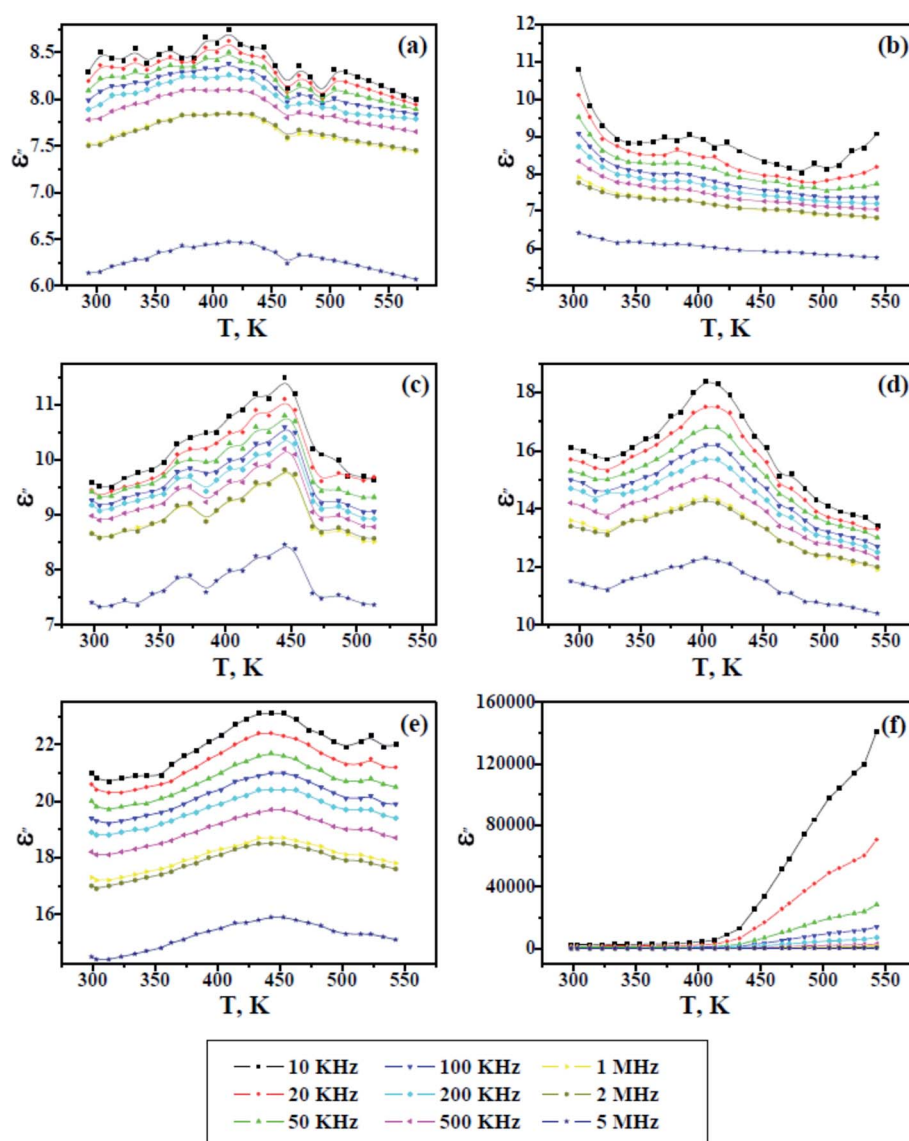 (a)
8.5
8.0
7.5
7.0
6.5
6.0
ε"
300 350 400 450 500 550
T, K
(b)
12
11
10
9
8
7
6
5
ε"
300 350 400 450 500 550
T, K
(c)
11
10
9
8
7
ε"
300 350 400 450 500 550
T, K
(d)
18
16
14
12
10
ε"
300 350 400 450 500 550
T, K
(e)
22
20
18
16
ε"
300 350 400 450 500 550
T, K
(f)
160000
120000
80000
40000
0
ε"
300 350 400 450 500 550
T, K
10 KHz 100 KHz 1 MHz
20 KHz 200 KHz 2 MHz
50 KHz 500 KHz 5 MHz